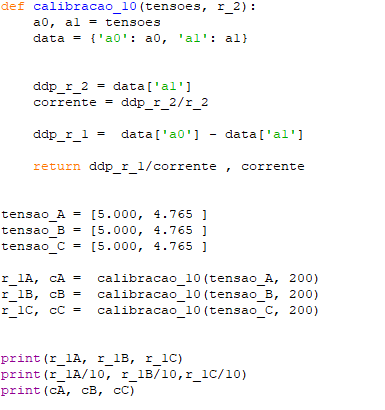 def calibracao_10(tensoes, r_2):
    a0, a1 = tensoes
    data = {'a0': a0, 'a1': a1}
    ddp_r_2 = data['a1']
    corrente = ddp_r_2/r_2
    ddp_r_1 =  data['a0'] - data['a1']
    return ddp_r_1/corrente , corrente
tensao_A = [5.000, 4.765 ]
tensao_B = [5.000, 4.765 ]
tensao_C = [5.000, 4.765 ]
r_1A, cA =  calibracao_10(tensao_A, 200)
r_1B, cB =  calibracao_10(tensao_B, 200)
r_1C, cC =  calibracao_10(tensao_C, 200)
print(r_1A, r_1B, r_1C)
print(r_1A/10, r_1B/10,r_1C/10)
print(cA, cB, cC)